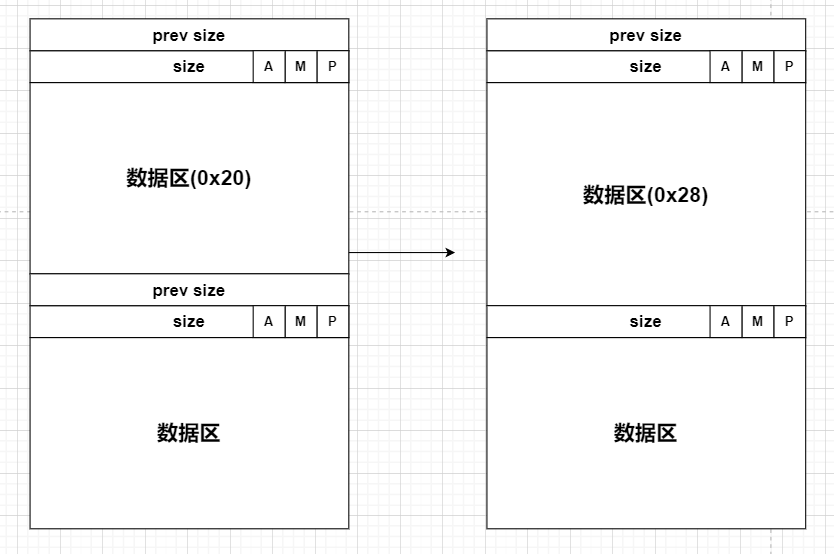 prev size
size A M P
数据区(0x20)
prev size
size A M P
数据区
prev size
size A M P
数据区(0x28)
size A M P
数据区